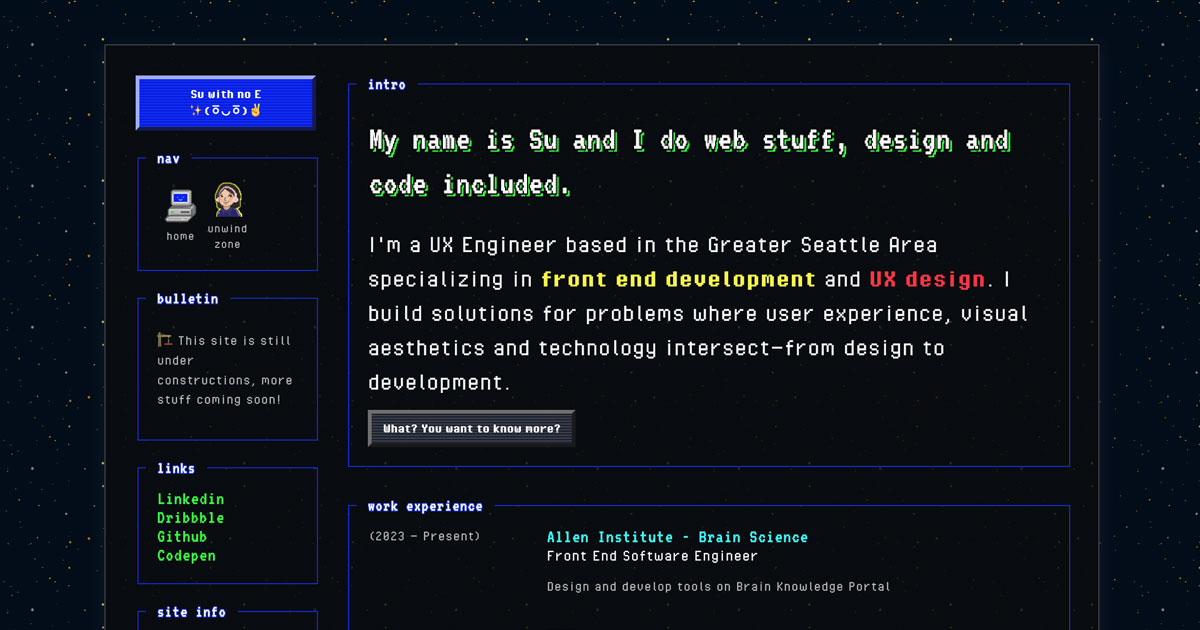 Su with no E
✨(ō‿ō)✌
nav
home
unwind
zone
bulletin
🏗 This site is still
under
constructions, more
stuff coming soon!
links
Linkedin
Dribbble
Github
Codepen
site info
intro
My name is Su and I do web stuff, design and
code included.
I'm a UX Engineer based in the Greater Seattle Area
specializing in front end development and UX design. I
build solutions for problems where user experience, visual
aesthetics and technology intersect—from design to
development.
What? You want to know more?
work experience
(2023 – Present)
Allen Institute - Brain Science
Front End Software Engineer
Design and develop tools on Brain Knowledge Portal